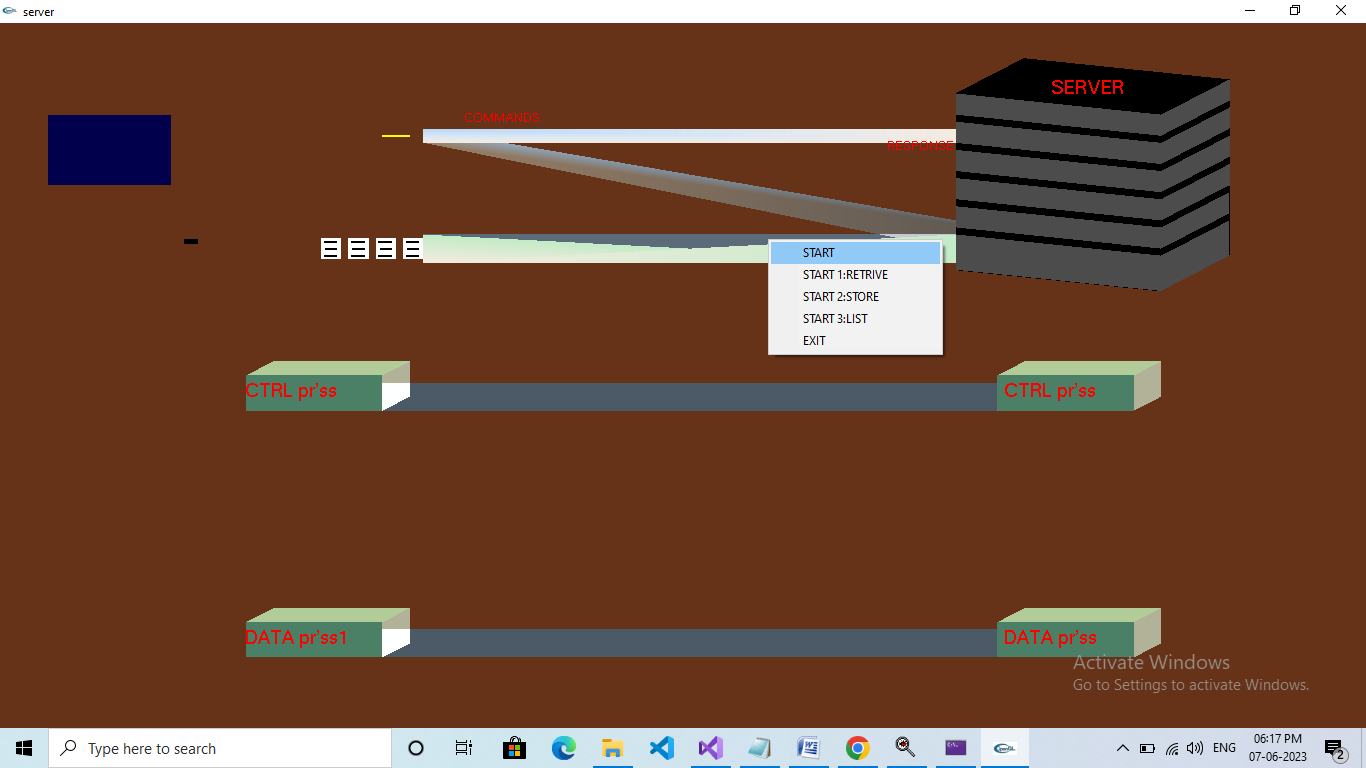 server
SERVER
COMMANDS
RESPONSE
START
START 1:RETRIVE
START 2:STORE
START 3:LIST
EXIT
CTRL pr'ss
CTRL pr'ss
DATA pr'ss1
DATA pr'ss
Activate Windows
Go to Settings to activate Windows.
Type here to search
ENG
06:17 PM
07-06-2023
2